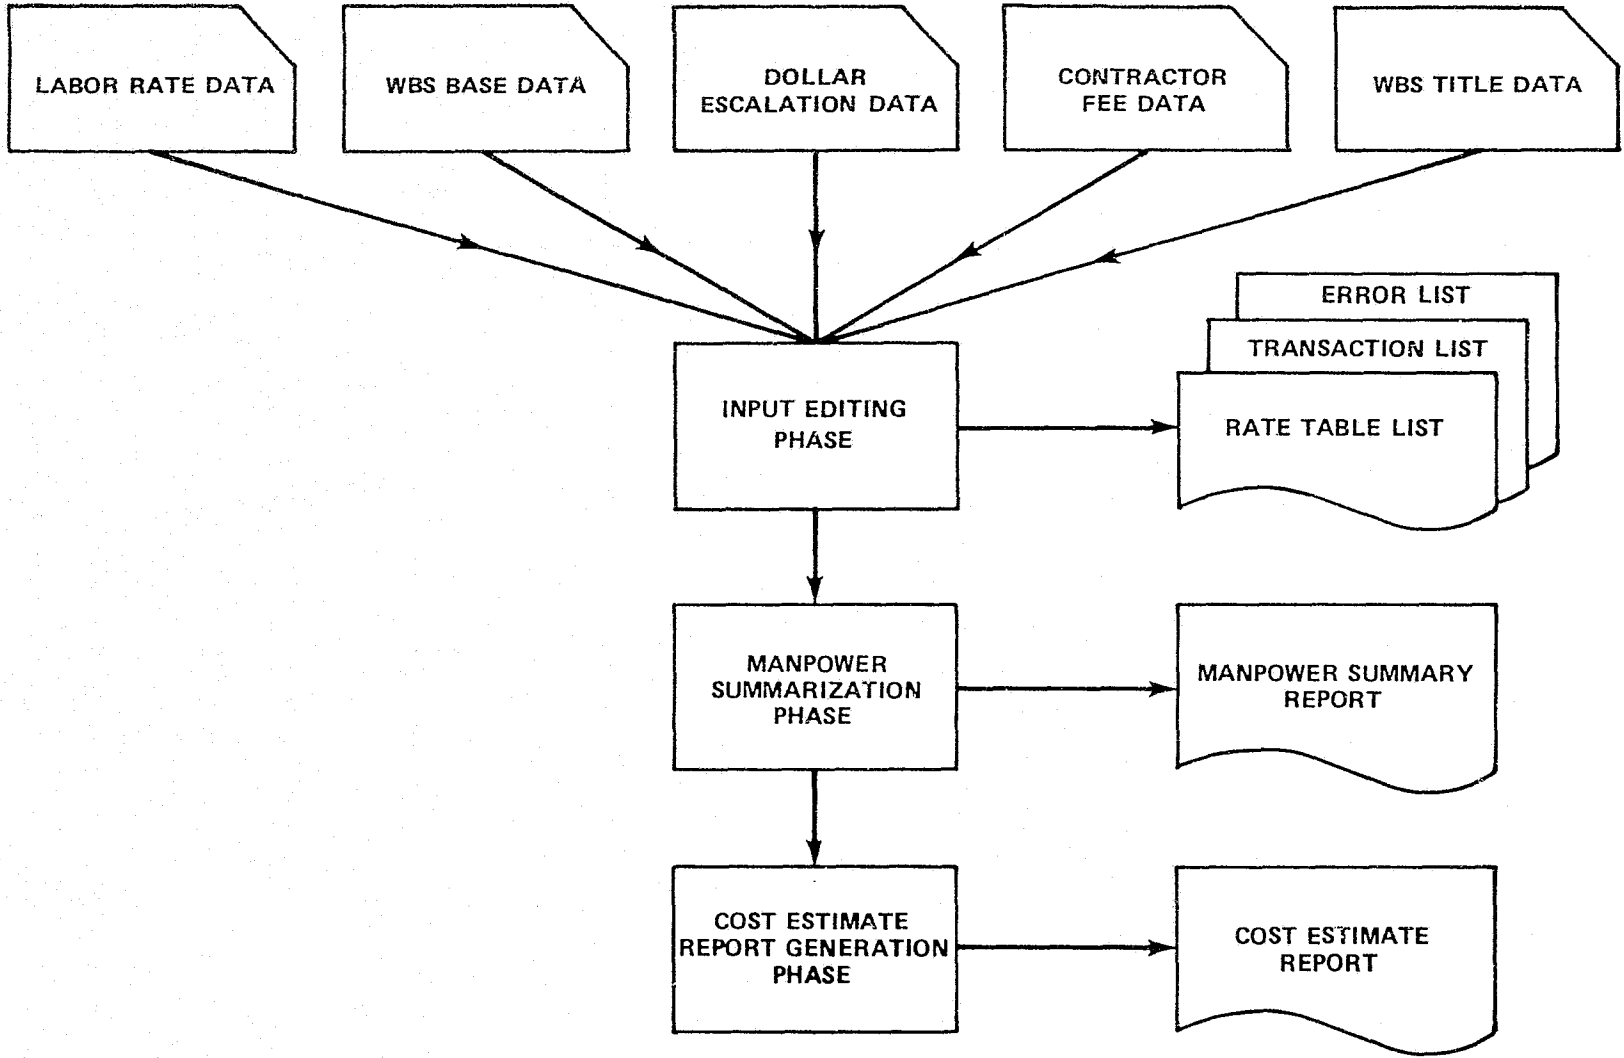 LABOR RATE DATA
WBS BASE DATA
DOLLAR
ESCALATION DATA
CONTRACTOR
FEE DATA
WBS TITLE DATA
ERROR LIST
TRANSACTION LIST
RATE TABLE LIST
INPUT EDITING
PHASE
MANPOWER
SUMMARIZATION
PHASE
MANPOWER SUMMARY
REPORT
COST ESTIMATE
REPORT GENERATION
PHASE
COST ESTIMATE
REPORT